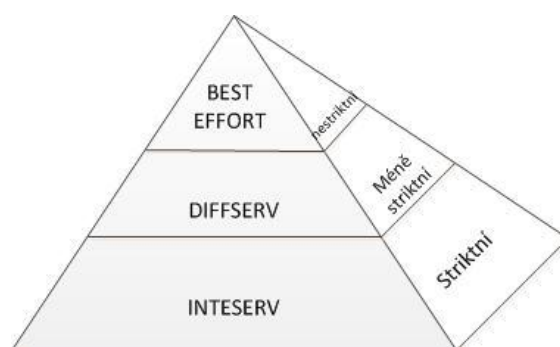 BEST
EFFORT
nestriktní
DIFFSERV
Méně
striktní
INTESERV
Striktní